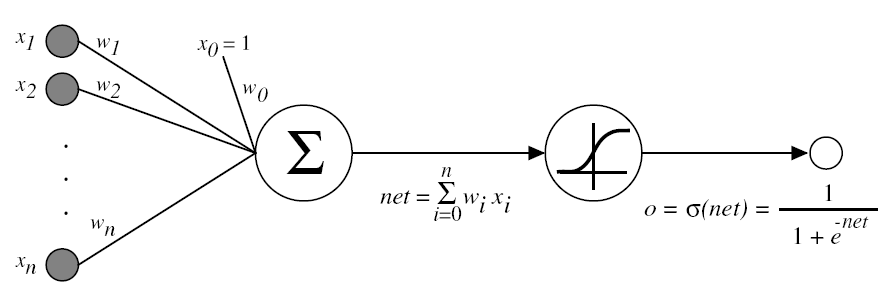 x1 w1
x0 = 1
x2 w2
w0
.
.
.
Σ
net = Σ i=0 n wi xi
wn
xn
o = σ(net) = 1 / 1 + e -net